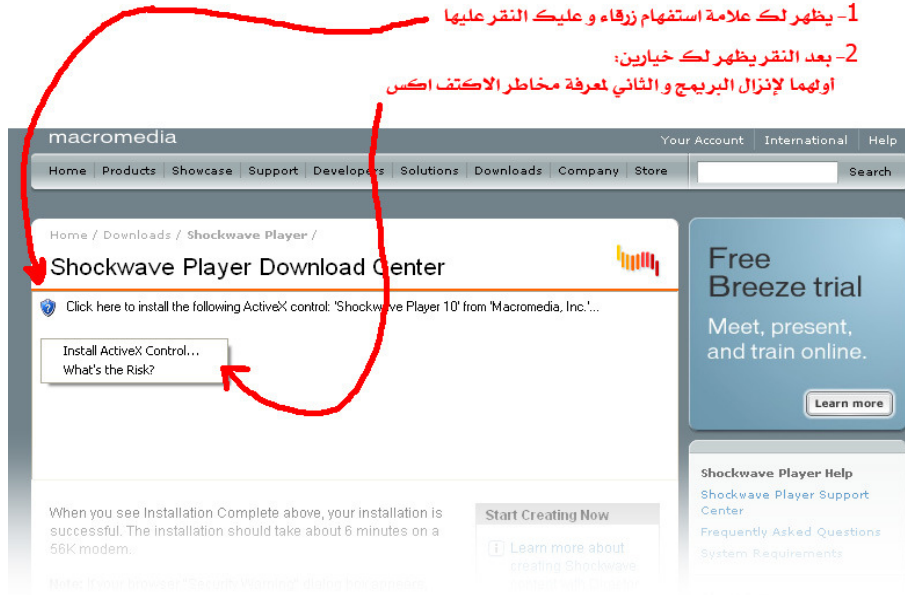 1- يظهر لك علامة استفهام زرقاء و عليك النقر عليها
2- بعد النقر يظهر لك خيارين:
أولهما لإنزال البريمج و الثاني لمعرفة مخاطر الاكتف اكس
macromedia
Your Account International Help
Home Products Showcase Support Developers Solutions Downloads Company Store Search
Home / Downloads / Shockwave Player /
Shockwave Player Download Center
Click here to install the following ActiveX control: 'Shockwave Player 10' from 'Macromedia, Inc.'...
Install ActiveX Control...
What's the Risk?
Free
Breeze trial
Meet, present,
and train online.
Learn more
Shockwave Player Help
Shockwave Player Support
Center
Frequently Asked Questions
System Requirements
When you see Installation Complete above, your installation is
successful. The installation should take about 6 minutes on a
56K modem.
Start Creating Now
Learn more about
creating Shockwave